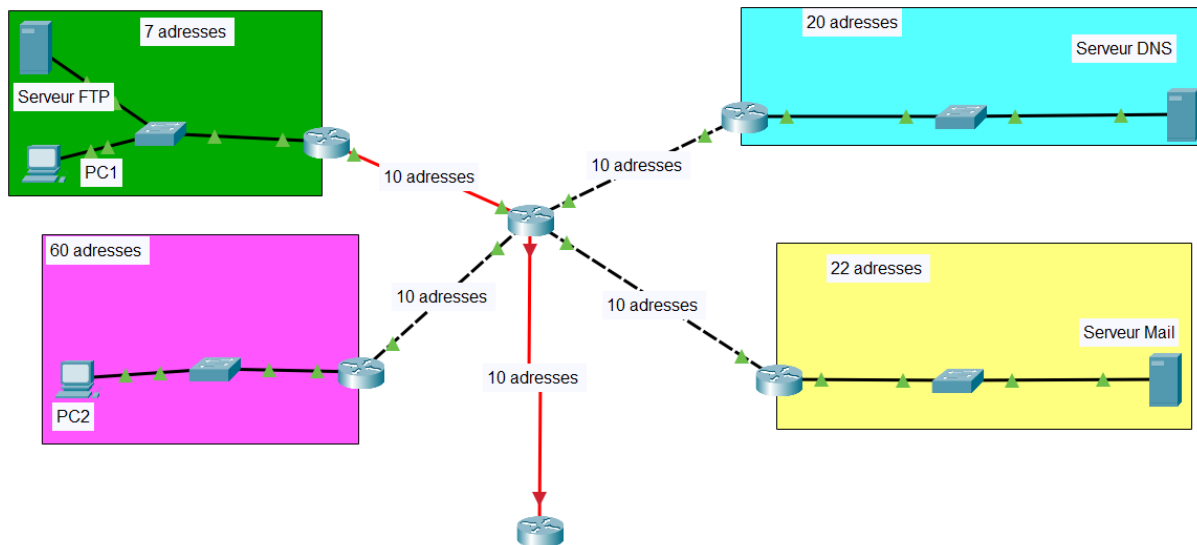 7 adresses
20 adresses
Serveur DNS
Serveur FTP
PC1
10 adresses
10 adresses
60 adresses
22 adresses
10 adresses
10 adresses
Serveur Mail
10 adresses
PC2